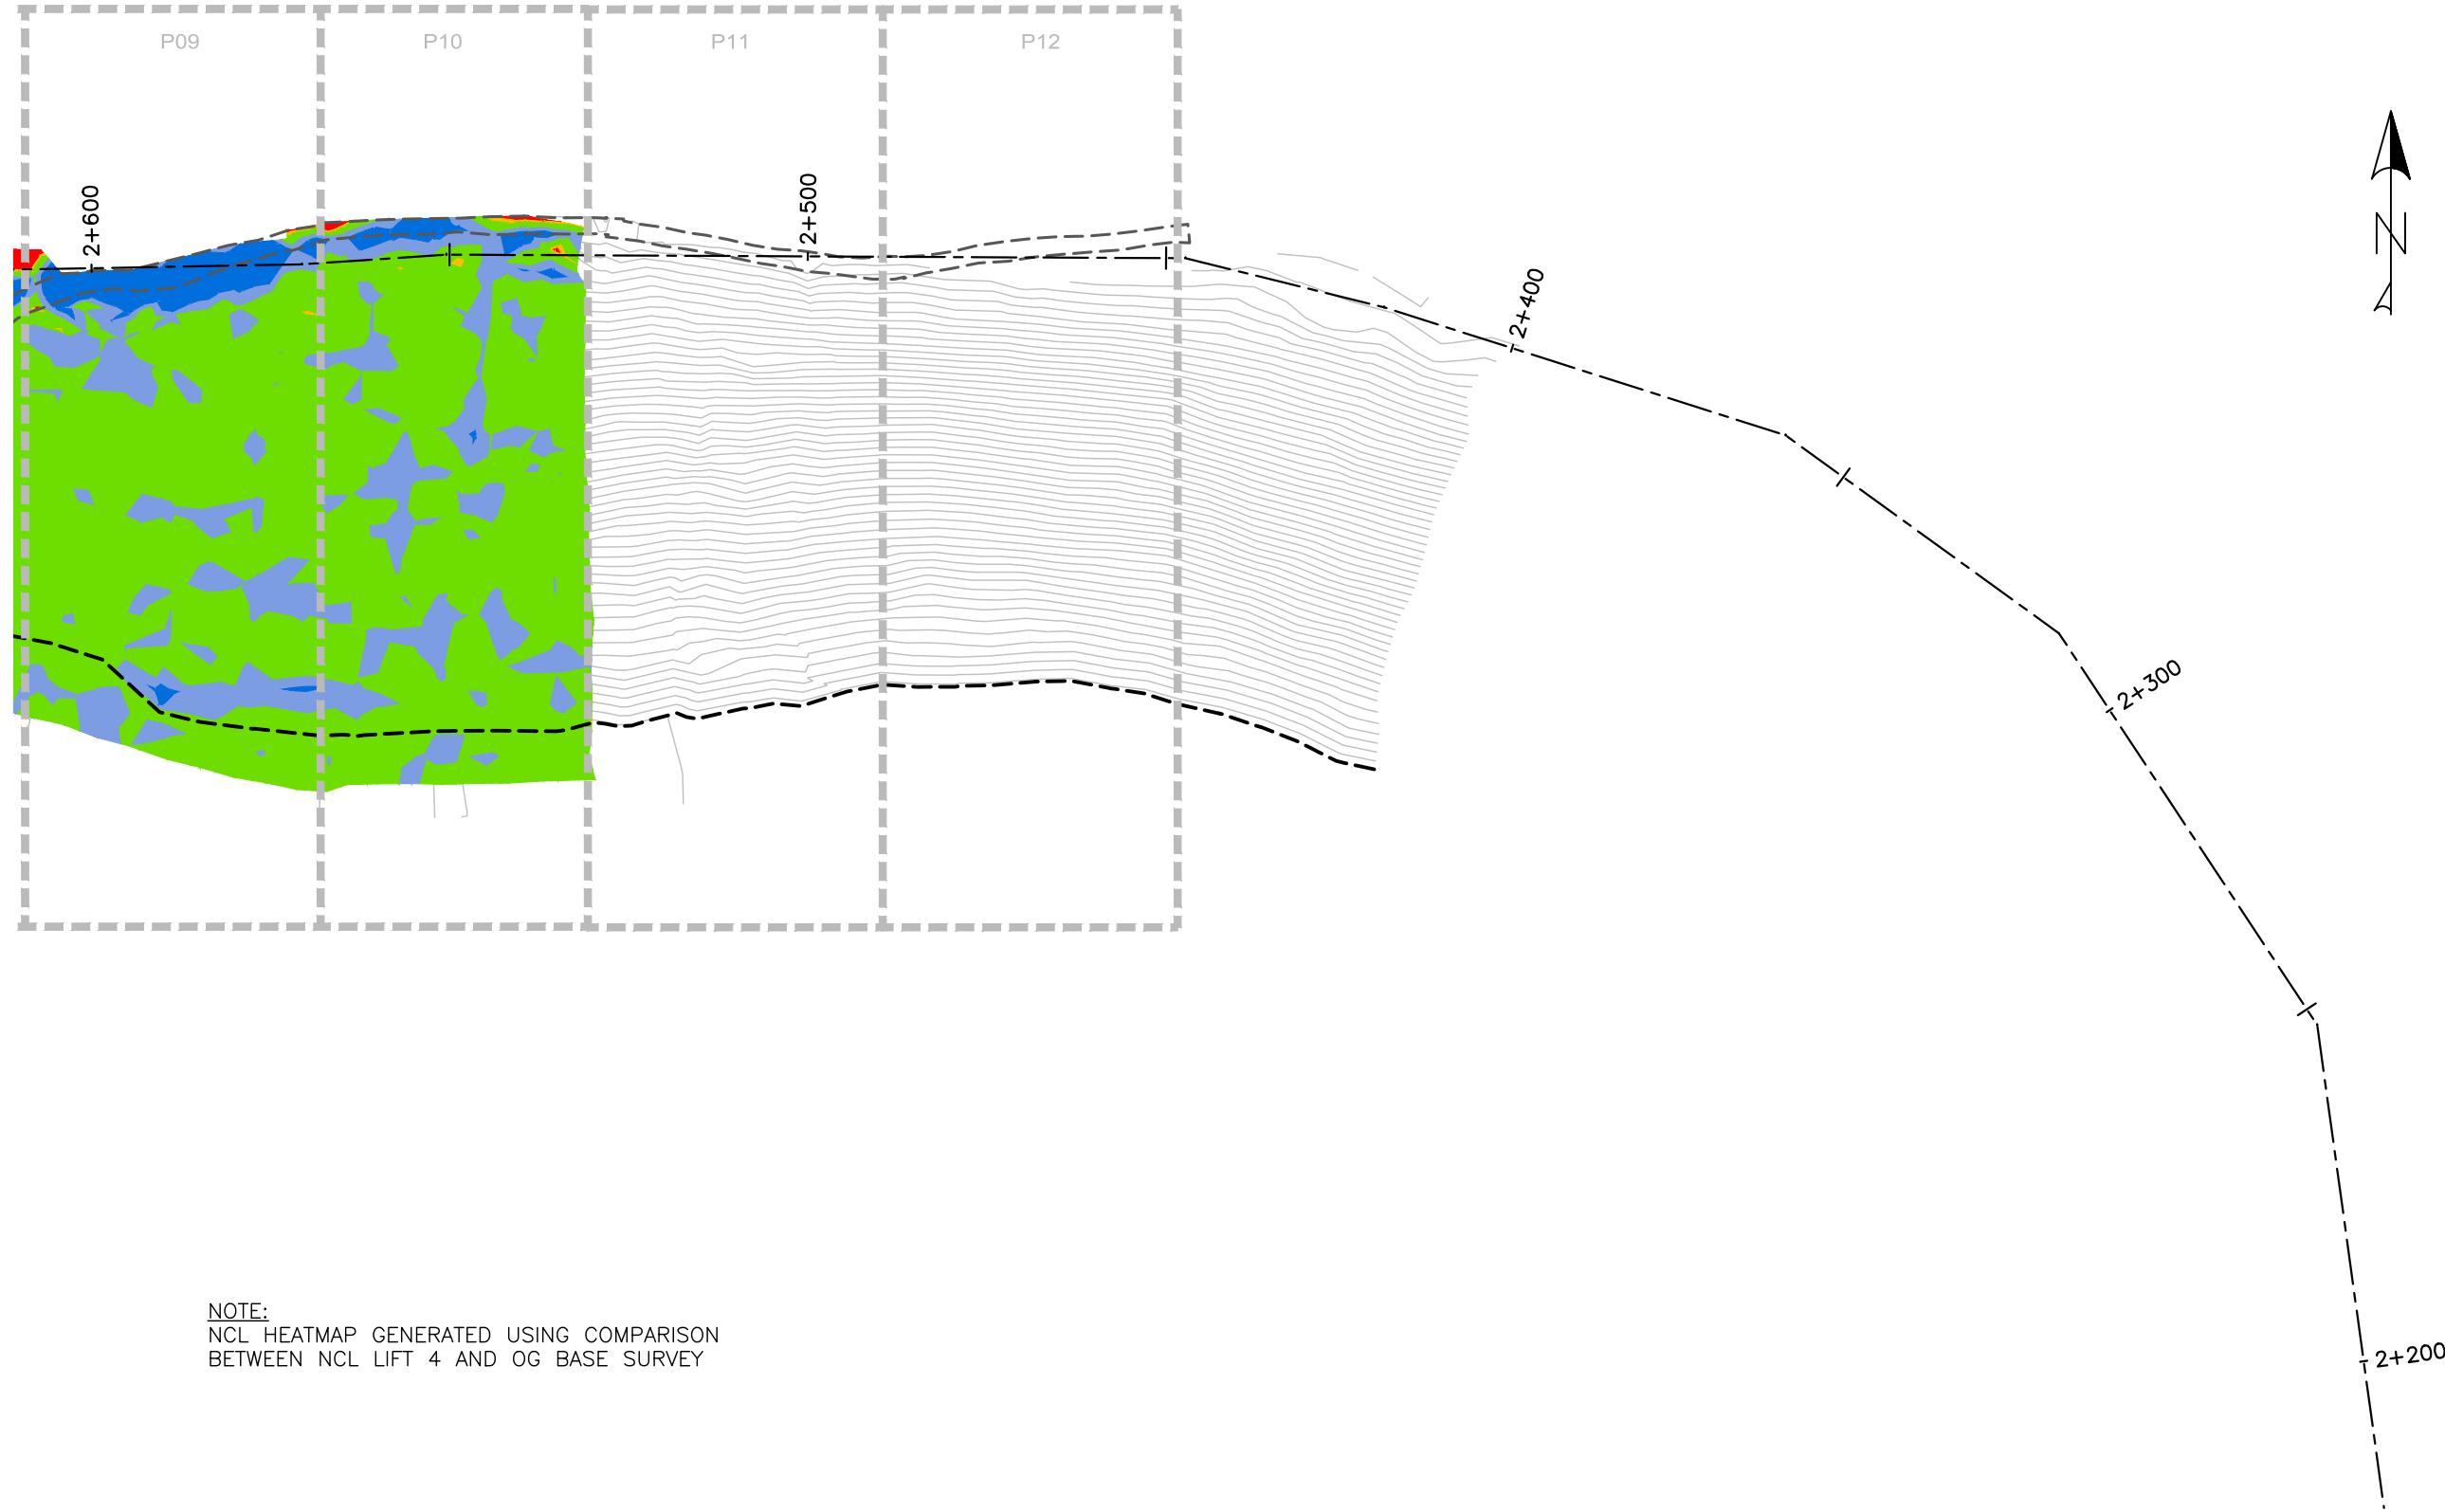 P09
P10
P11
P12
2+600
2+500
2+400
N
2+300
2+200
NOTE:
NCL HEATMAP GENERATED USING COMPARISON
BETWEEN NCL LIFT 4 AND OG BASE SURVEY